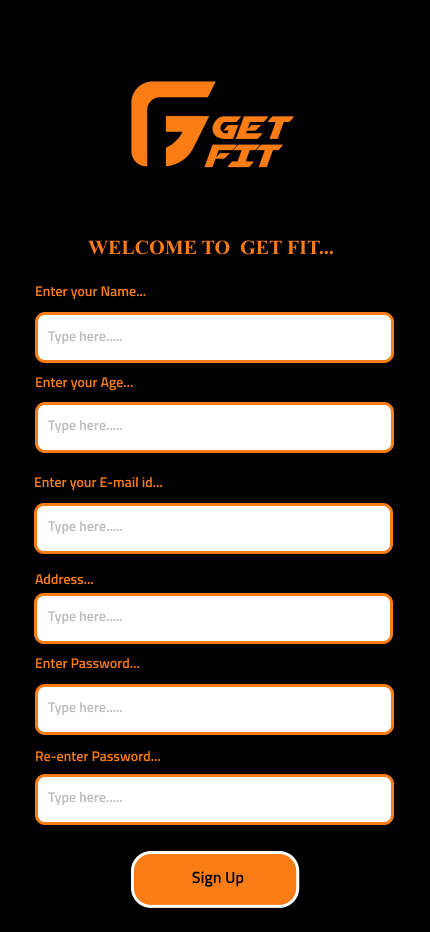 GET
FIT
WELCOME TO  GET FIT...
Enter your Name...
Type here.....
Enter your Age...
Type here.....
Enter your E-mail id...
Type here.....
Address...
Type here.....
Enter Password...
Type here.....
Re-enter Password...
Type here.....
Sign Up